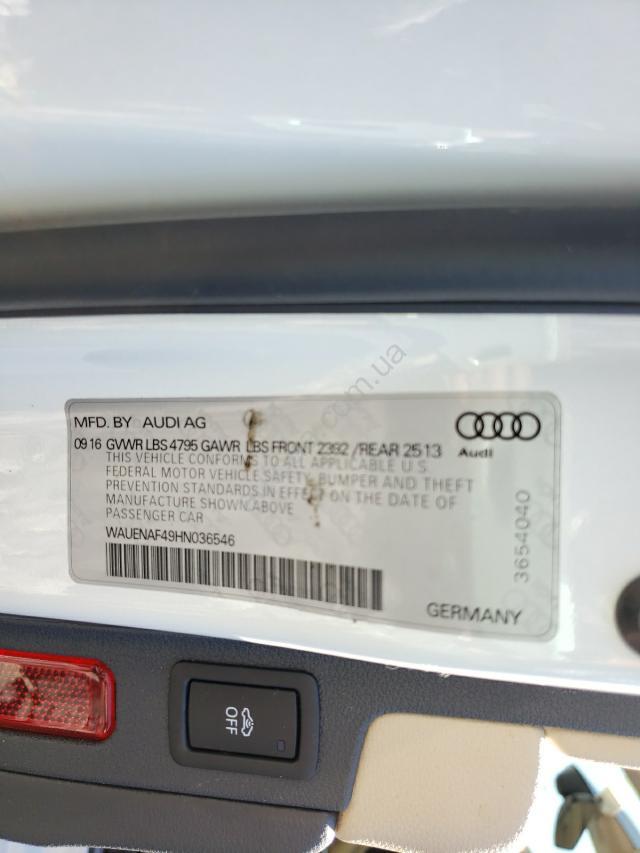 MFD. BY AUDI AG
09 16 GVWR LBS 4795 GAWR LBS FRONT 2392 /REAR 2513
THIS VEHICLE CONFORMS TO ALL APPLICABLE U.S.
FEDERAL MOTOR VEHICLE SAFETY, BUMPER AND THEFT
PREVENTION STANDARDS IN EFFECT ON THE DATE OF
MANUFACTURE SHOWN ABOVE
PASSENGER CAR
WAUENAF49HN036546
Audi
3654040
GERMANY
OFF